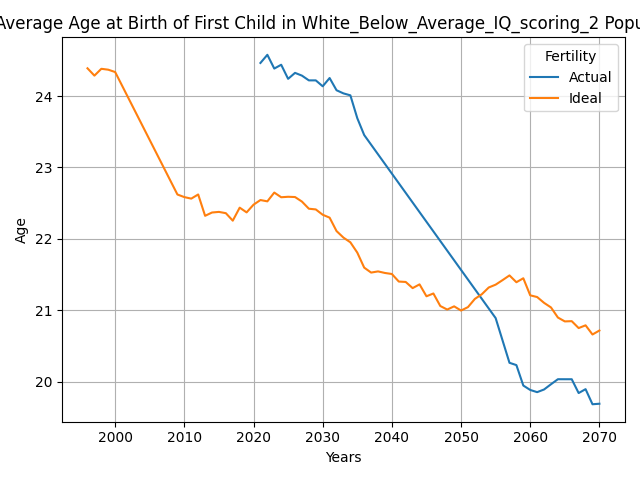 Average Age at Birth of First Child in White_Below_Average_IQ_scoring_2 Popu
Fertility
Actual
Ideal
24
23
22
21
20
Age
2000 2010 2020 2030 2040 2050 2060 2070
Years